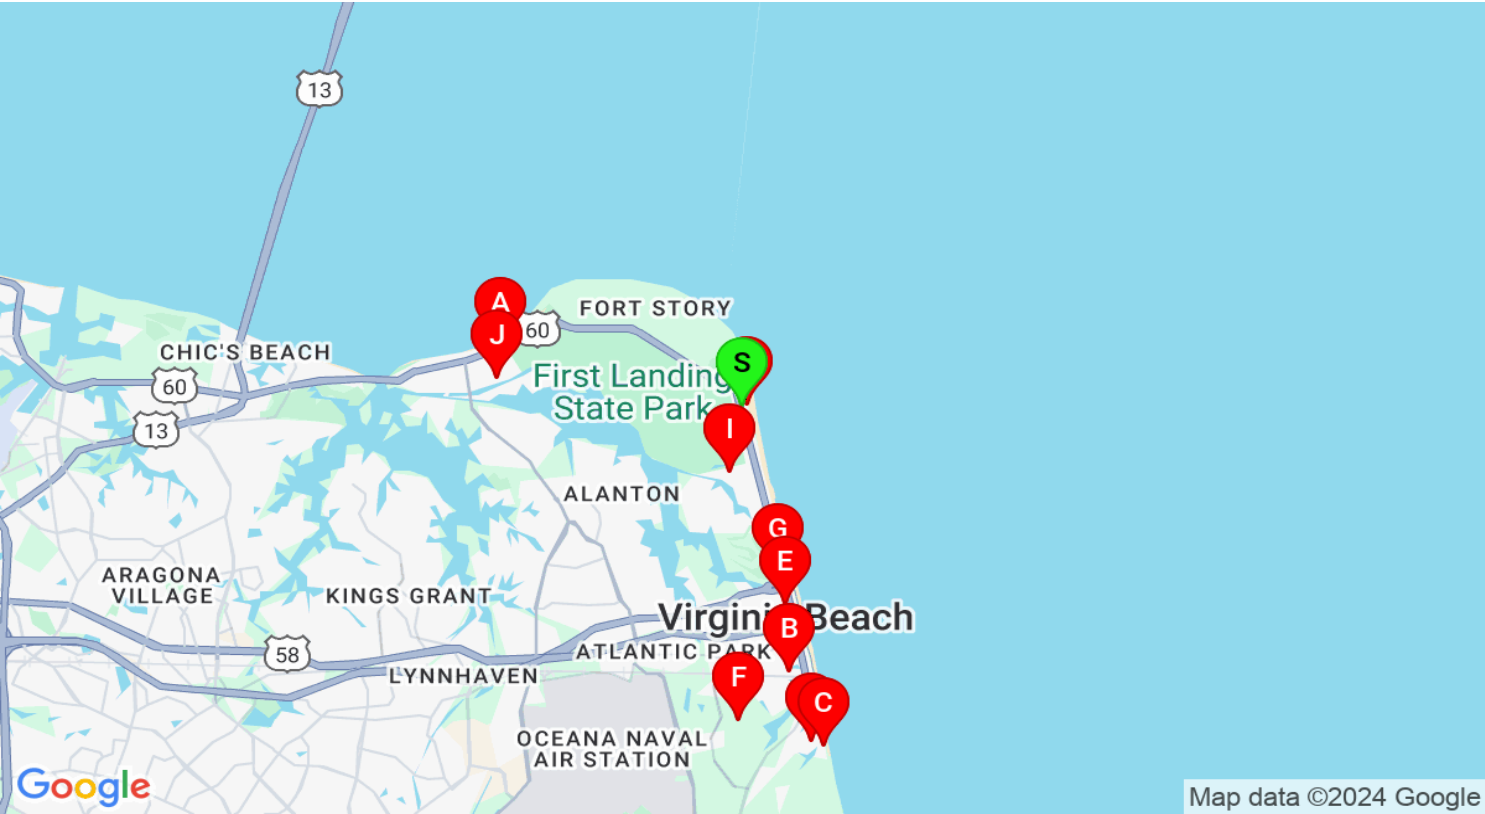 13
A
FORT STORY
J
60
CHIC'S BEACH
S
First Landing
State Park
60
13
I
ALANTON
G
E
ARAGONA
VILLAGE
KINGS GRANT
Virgini Beach
B
ATLANTIC PARK
58
LYNNHAVEN
F
C
OCEANA NAVAL
AIR STATION
Google
Map data ©2024 Google